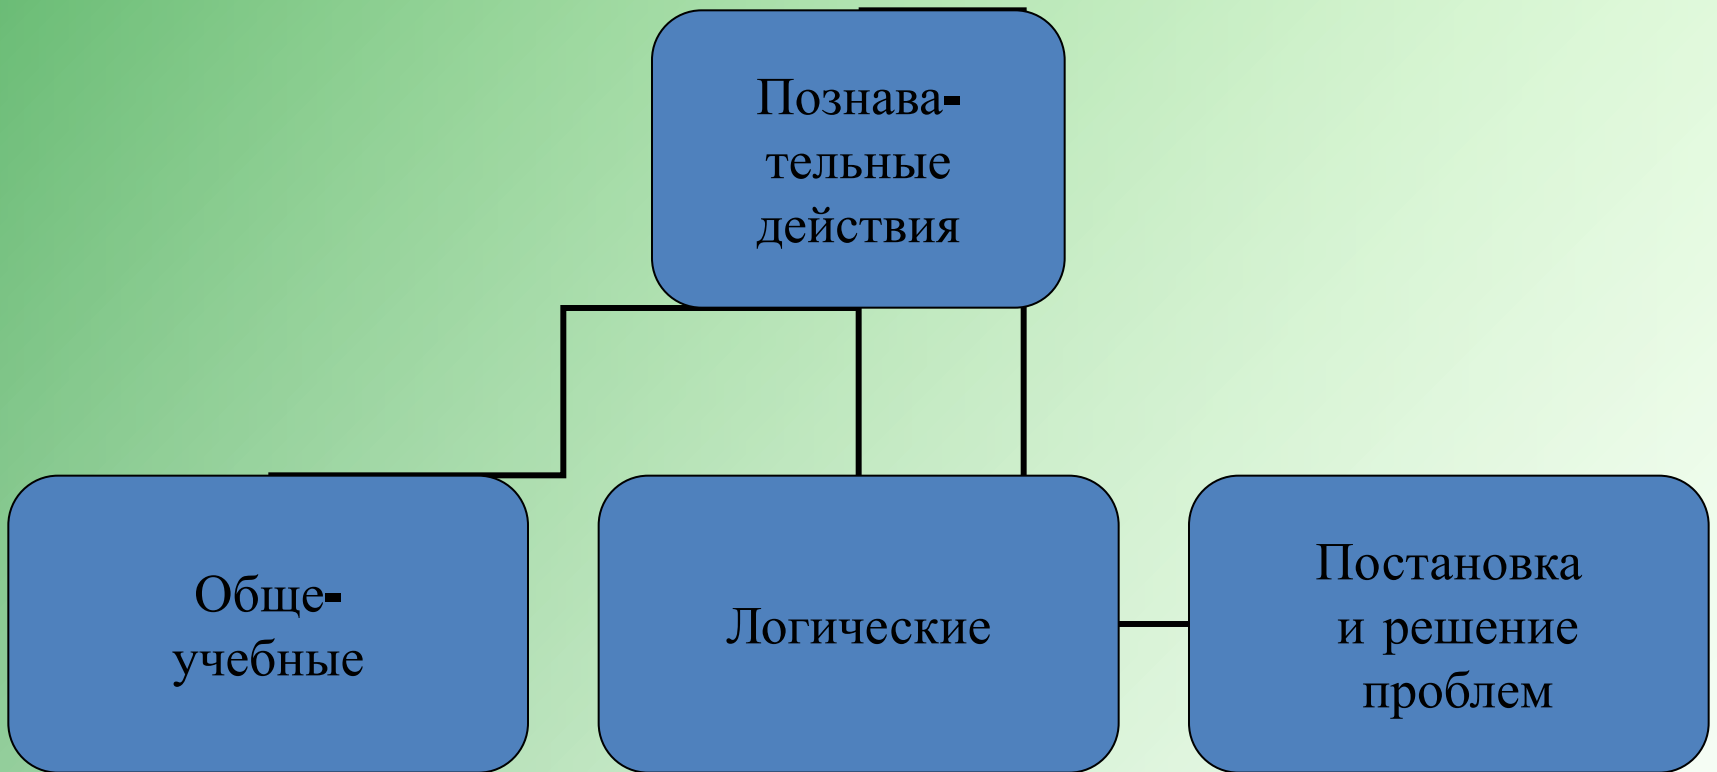 Познава-
тельные
действия
Обще-
учебные
Логические
Постановка
и решение
проблем